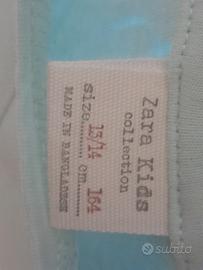 Zara Kids
collection
13/14 164
size......... cm.........
MADE IN BANGLADESH
subito